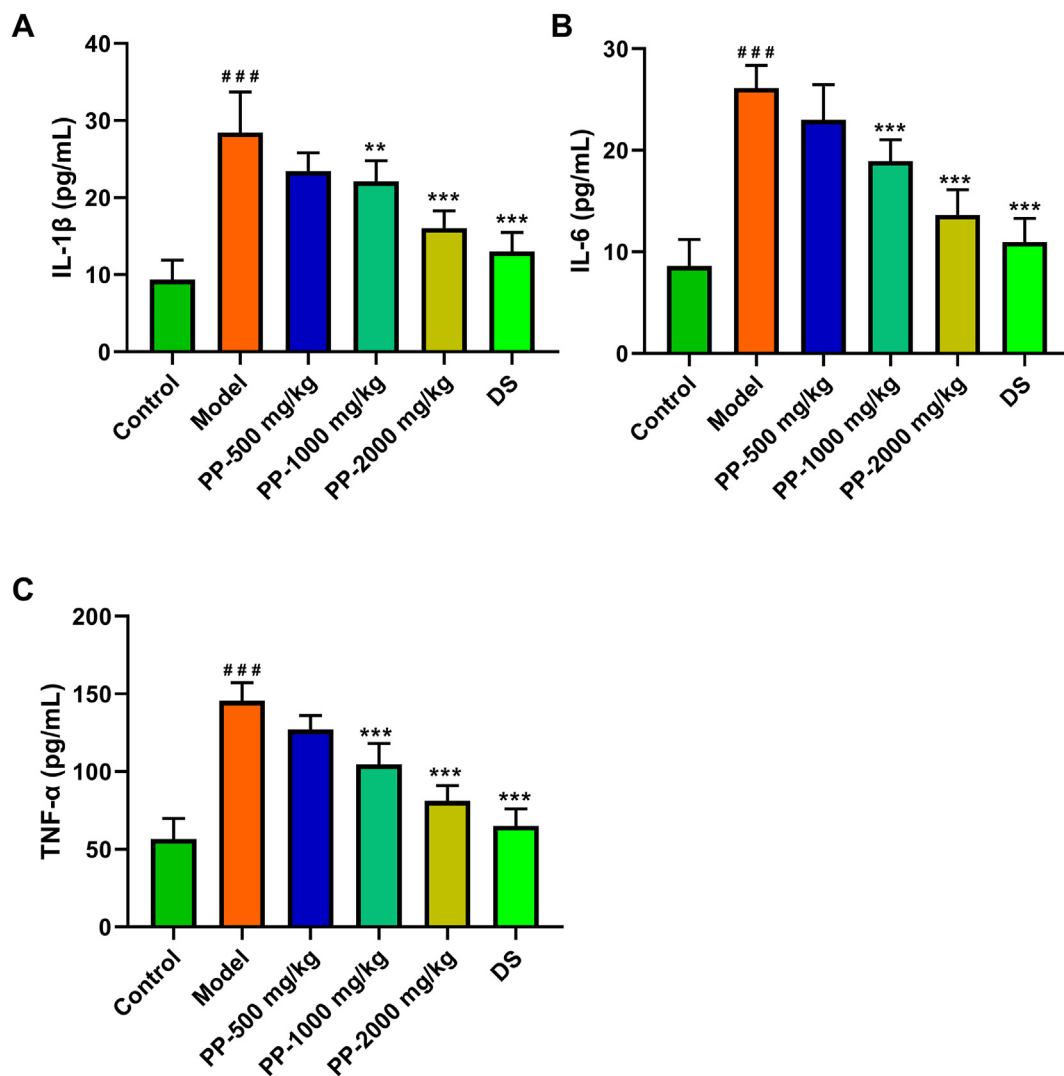 A
IL-1β (pg/mL)
40
30
20
10
0
###
**
***
***
Control
Model
PP-500 mg/kg
PP-1000 mg/kg
PP-2000 mg/kg
DS
B
IL-6 (pg/mL)
30
20
10
0
###
***
***
***
Control
Model
PP-500 mg/kg
PP-1000 mg/kg
PP-2000 mg/kg
DS
C
TNF-α (pg/mL)
200
150
100
50
0
###
***
***
***
Control
Model
PP-500 mg/kg
PP-1000 mg/kg
PP-2000 mg/kg
DS